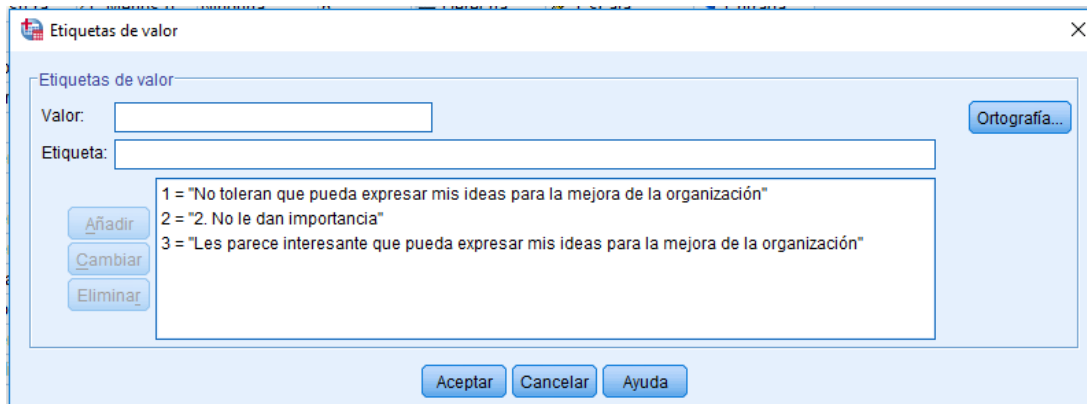 Etiquetas de valor
Etiquetas de valor
Valor:
Ortografía...
Etiqueta:
1 = "No toleran que pueda expresar mis ideas para la mejora de la organización"
2 = "2. No le dan importancia"
3 = "Les parece interesante que pueda expresar mis ideas para la mejora de la organización"
Añadir
Cambiar
Eliminar
Aceptar Cancelar Ayuda